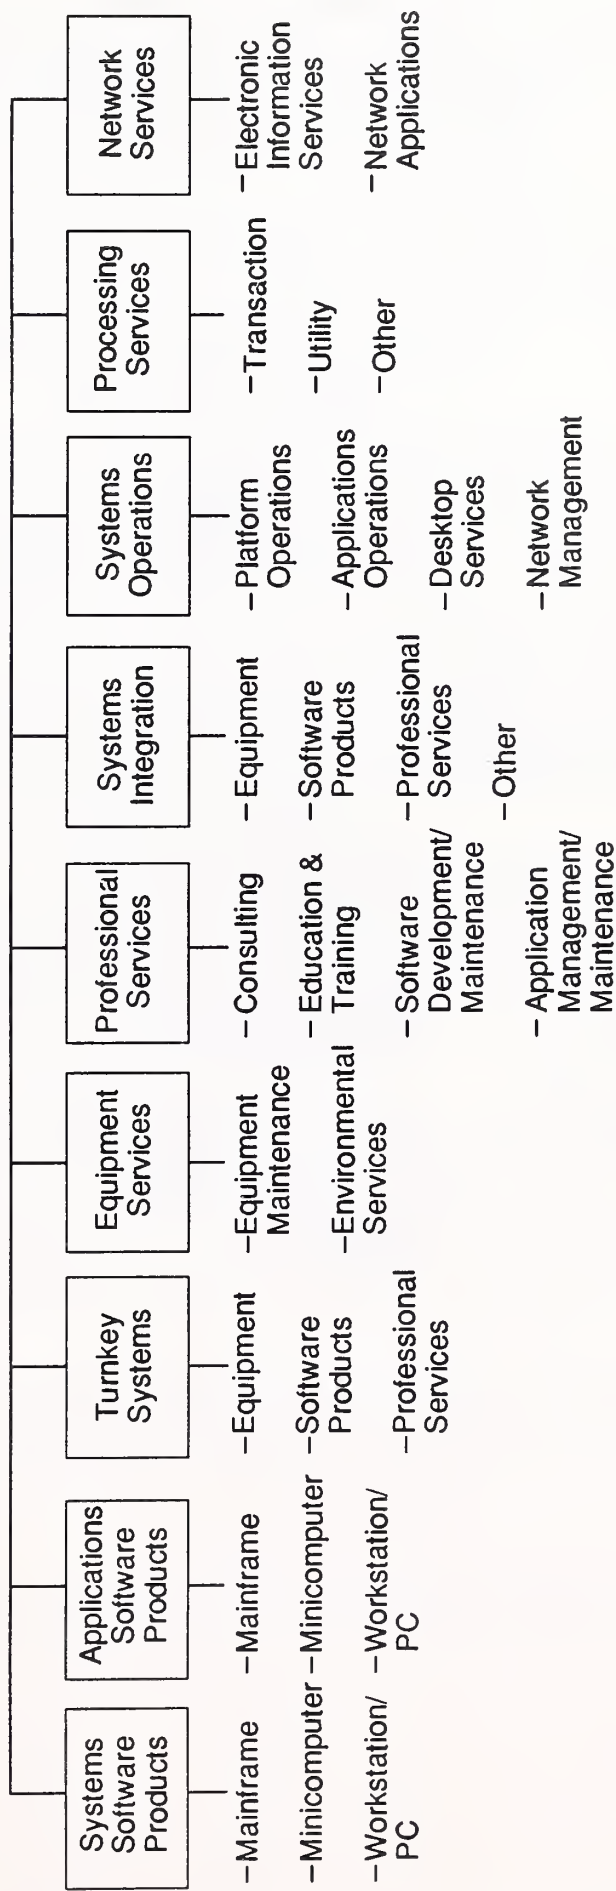 Systems
Software
Products
–Mainframe
–Minicomputer
–Workstation/
PC
Applications
Software
Products
–Mainframe
–Minicomputer
–Workstation/
PC
Turnkey
Systems
–Equipment
–Software
Products
–Professional
Services
Equipment
Services
–Equipment
Maintenance
–Environmental
Services
Professional
Services
–Consulting
–Education &
Training
–Software
Development/
Maintenance
–Application
Management/
Maintenance
Systems
Integration
–Equipment
–Software
Products
–Professional
Services
–Other
Systems
Operations
–Platform
Operations
–Applications
Operations
–Desktop
Services
–Network
Management
Processing
Services
–Transaction
–Utility
–Other
Network
Services
–Electronic
Information
Services
–Network
Applications